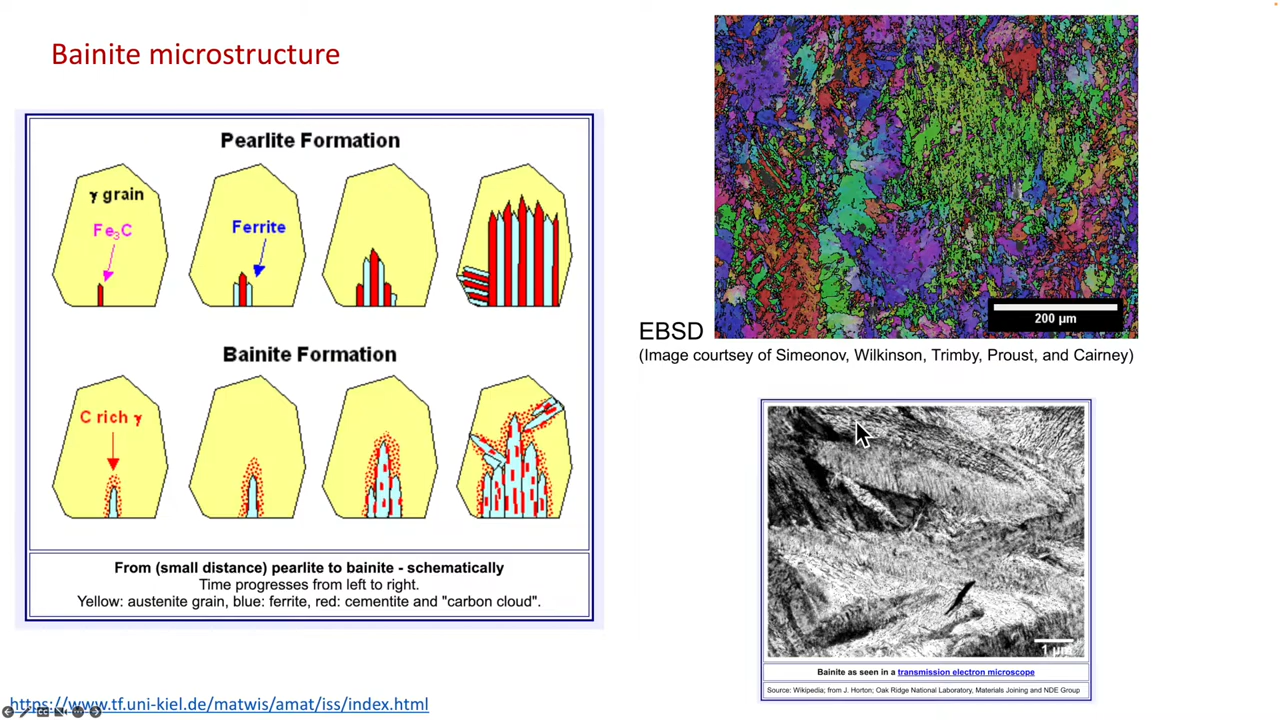 Bainite microstructure
Pearlite Formation
γ grain
Fe3C
Ferrite
Bainite Formation
C rich γ
From (small distance) pearlite to bainite - schematically
Time progresses from left to right.
Yellow: austenite grain, blue: ferrite, red: cementite and "carbon cloud".
https://www.tf.uni-kiel.de/matwis/amat/iss/index.html
200 μm
EBSD
(Image courtsey of Simeonov, Wilkinson, Trimby, Proust, and Cairney)
1 μm
Bainite as seen in a transmission electron microscope
Source: Wikipedia; from J. Horton; Oak Ridge National Laboratory, Materials Joining and NDE Group